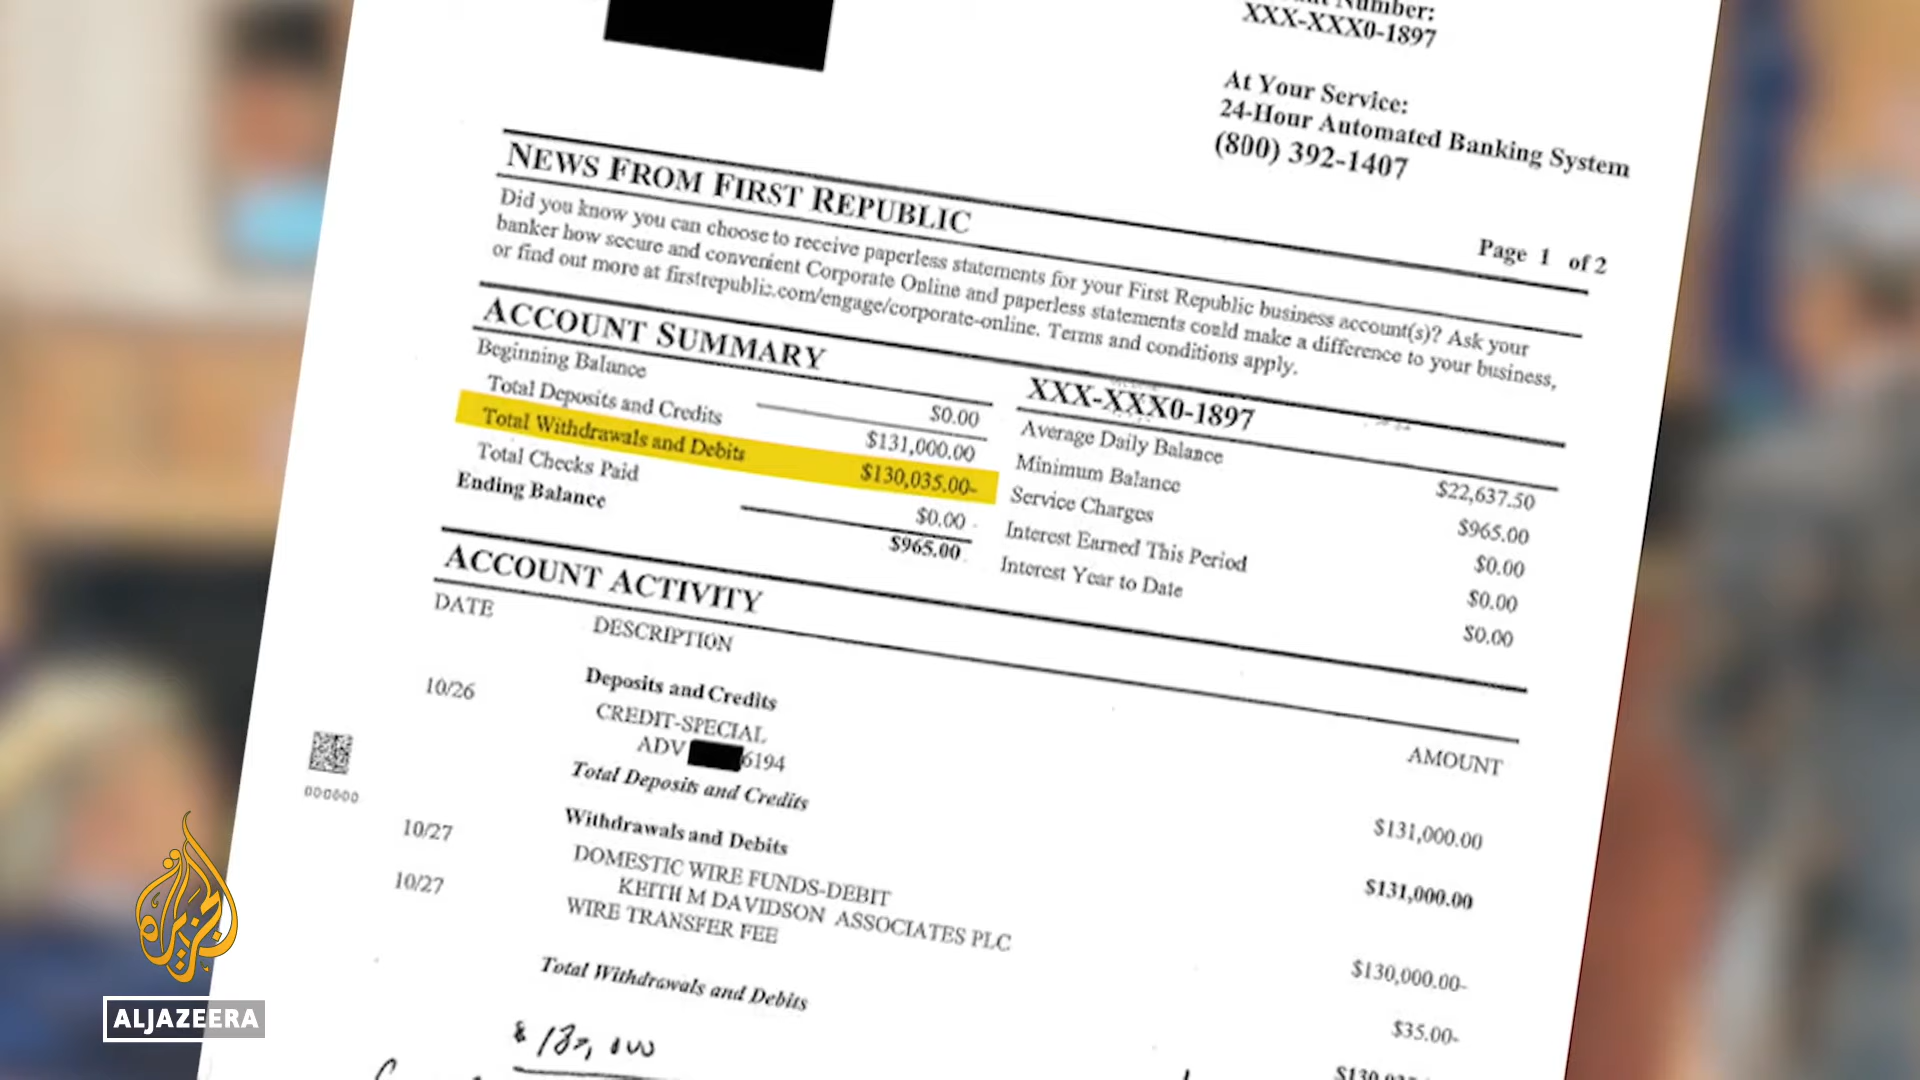 Number:
XXX-XXX0-1897
At Your Service:
24-Hour Automated Banking System
(800) 392-1407
NEWS FROM FIRST REPUBLIC
Page 1 of 2
Did you know you can choose to receive paperless statements for your First Republic business account(s)? Ask your
banker how secure and convenient Corporate Online and paperless statements could make a difference to your business,
or find out more at firstrepublic.com/engage/corporate-online. Terms and conditions apply.
ACCOUNT SUMMARY
Beginning Balance $0.00
Total Deposits and Credits $131,000.00
Total Withdrawals and Debits $130,035.00-
Total Checks Paid $0.00
Ending Balance $965.00
XXX-XXX0-1897
Average Daily Balance $22,637.50
Minimum Balance $965.00
Service Charges $0.00
Interest Earned This Period $0.00
Interest Year to Date $0.00
ACCOUNT ACTIVITY
DATE DESCRIPTION AMOUNT
Deposits and Credits
10/26 CREDIT-SPECIAL $131,000.00
ADV 6194
Total Deposits and Credits $131,000.00
Withdrawals and Debits
10/27 DOMESTIC WIRE FUNDS-DEBIT $130,000.00-
KEITH M DAVIDSON ASSOCIATES PLC
10/27 WIRE TRANSFER FEE $35.00-
Total Withdrawals and Debits
000600
$ 130,000
الجزيرة
ALJAZEERA